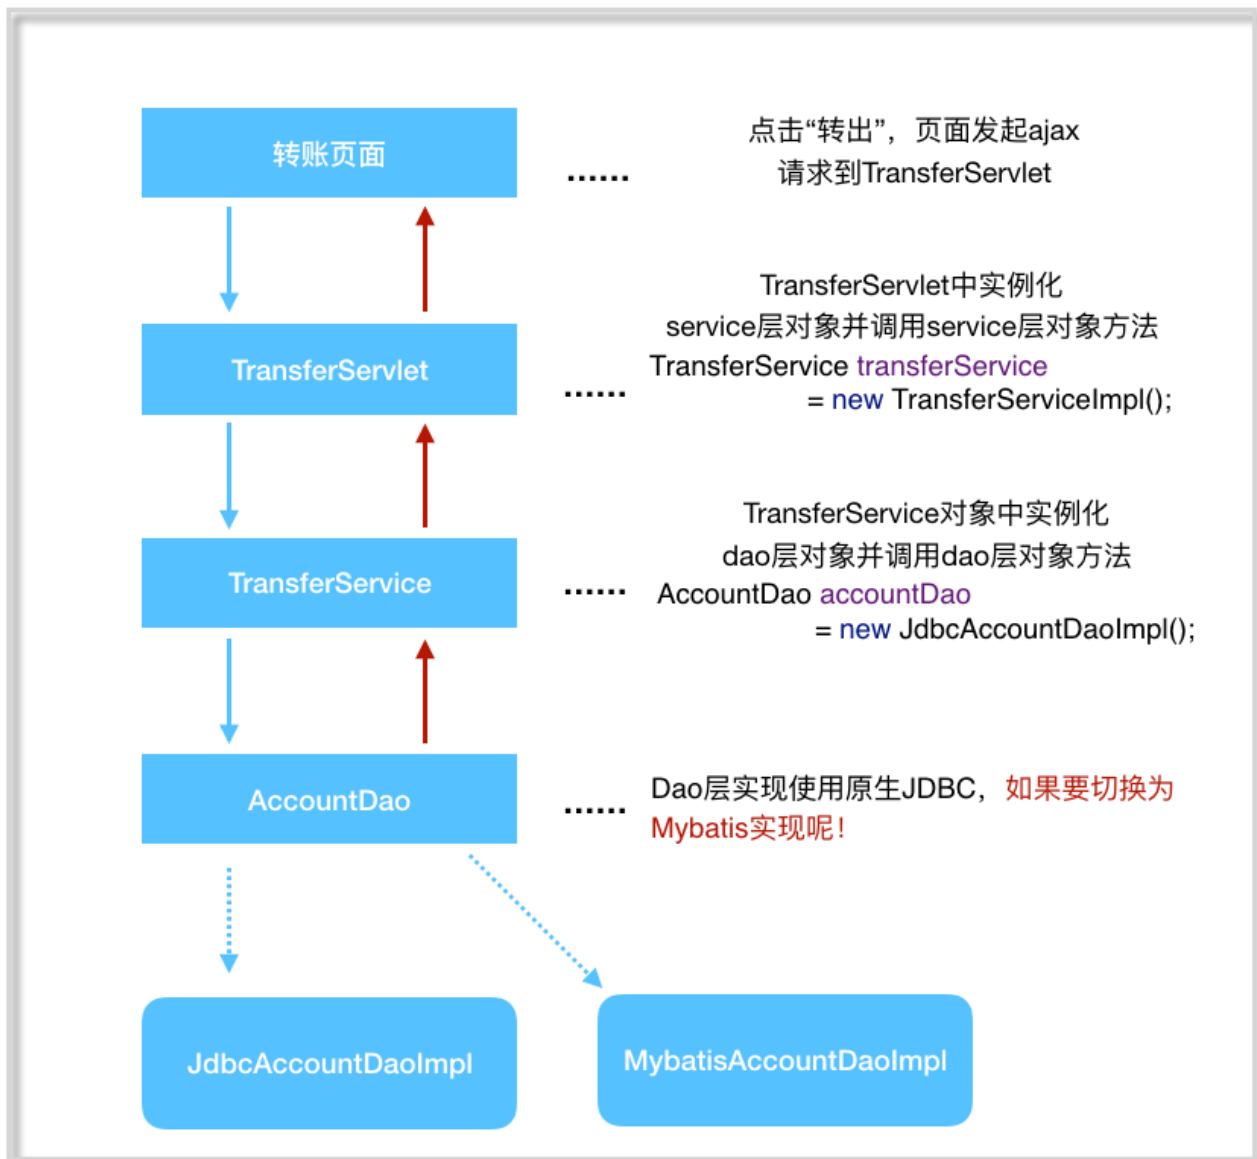 转账页面
......
点击“转出”，页面发起ajax
请求到TransferServlet
TransferServlet
......
TransferServlet中实例化
service层对象并调用service层对象方法
TransferService transferService
= new TransferServiceImpl();
TransferService
......
TransferService对象中实例化
dao层对象并调用dao层对象方法
AccountDao accountDao
= new JdbcAccountDaoImpl();
AccountDao
......
Dao层实现使用原生JDBC，如果要切换为
Mybatis实现呢！
JdbcAccountDaoImpl
MybatisAccountDaoImpl